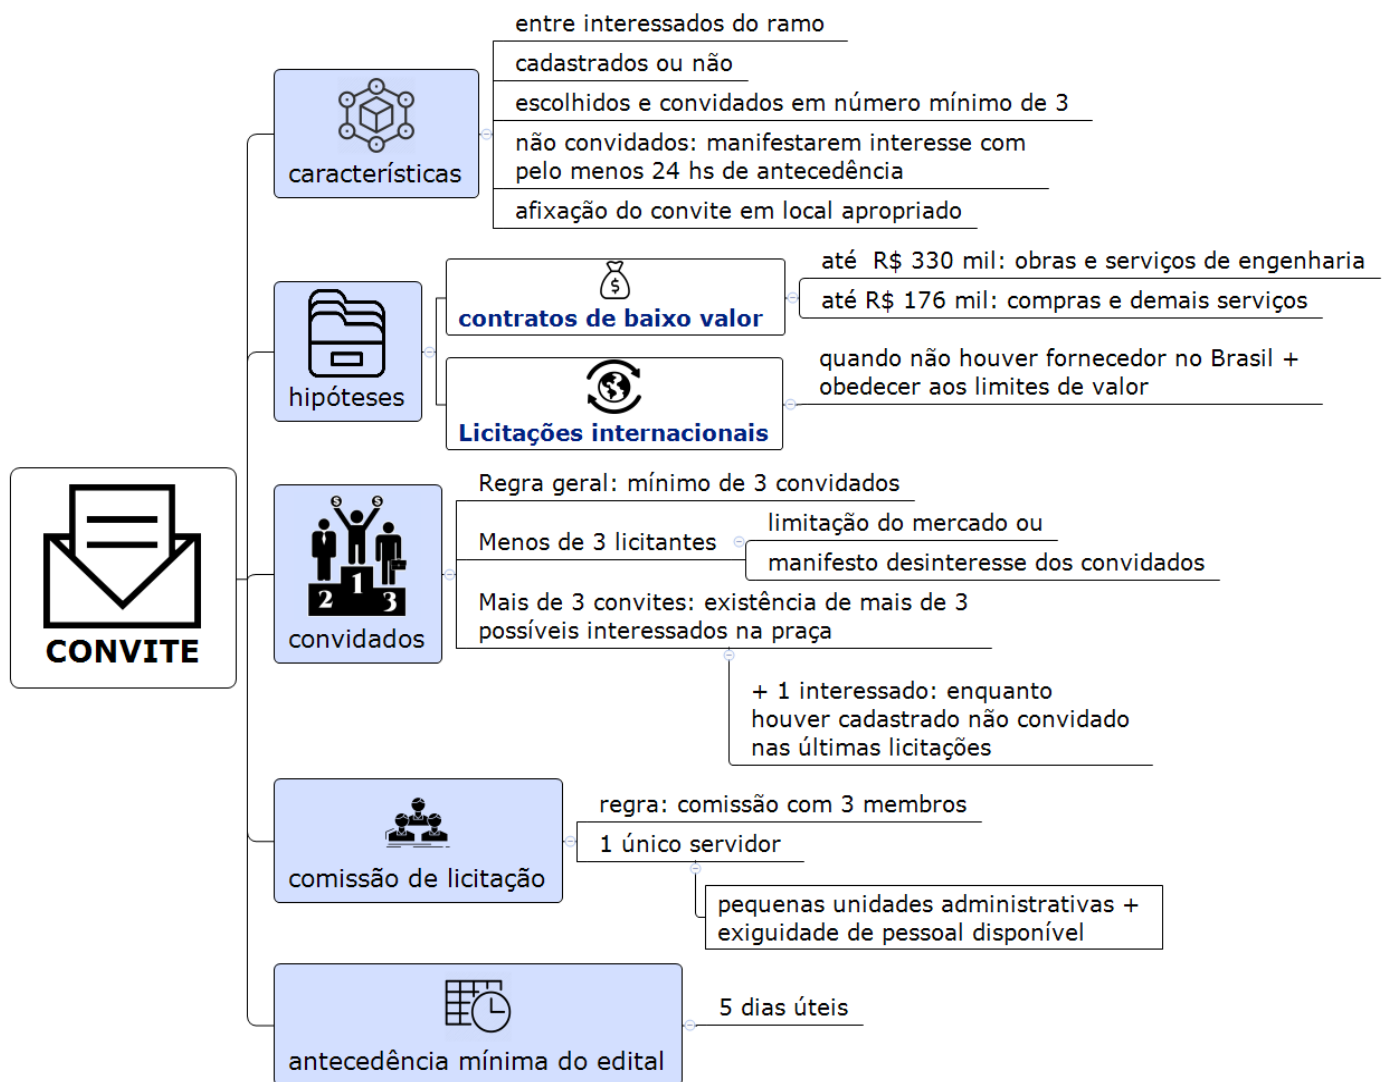 entre interessados do ramo
cadastrados ou não
escolhidos e convidados em número mínimo de 3
não convidados: manifestarem interesse com
pelo menos 24 hs de antecedência
afixação do convite em local apropriado
características
até R$ 330 mil: obras e serviços de engenharia
até R$ 176 mil: compras e demais serviços
$
contratos de baixo valor
quando não houver fornecedor no Brasil +
obedecer aos limites de valor
Licitações internacionais
hipóteses
Regra geral: mínimo de 3 convidados
Menos de 3 licitantes
limitação do mercado ou
manifesto desinteresse dos convidados
Mais de 3 convites: existência de mais de 3
possíveis interessados na praça
+ 1 interessado: enquanto
houver cadastrado não convidado
nas últimas licitações
$ $
2 1 3
convidados
CONVITE
regra: comissão com 3 membros
1 único servidor
pequenas unidades administrativas +
exiguidade de pessoal disponível
comissão de licitação
5 dias úteis
antecedência mínima do edital